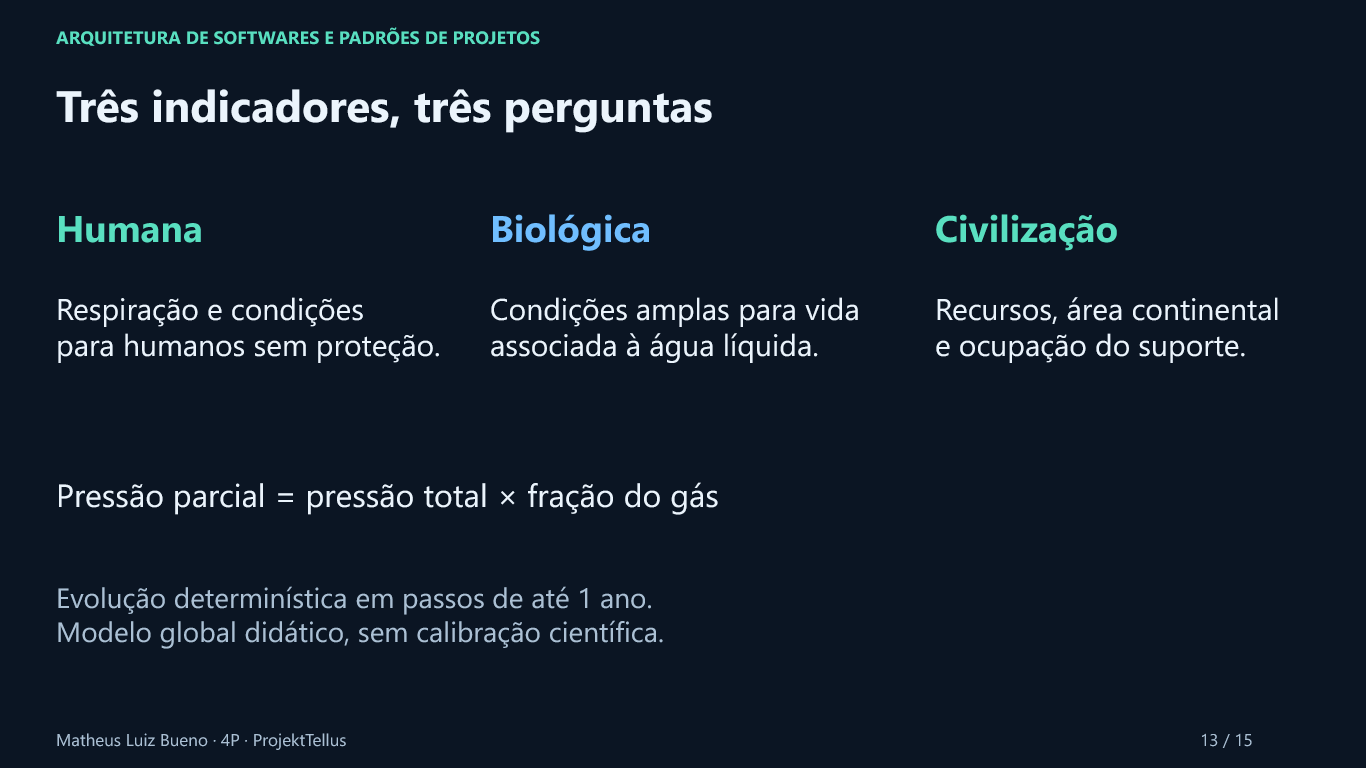 ARQUITETURA DE SOFTWARES E PADRÕES DE PROJETOS
Três indicadores, três perguntas
Humana
Respiração e condições
para humanos sem proteção.
Biológica
Condições amplas para vida
associada à água líquida.
Civilização
Recursos, área continental
e ocupação do suporte.
Pressão parcial = pressão total × fração do gás
Evolução determinística em passos de até 1 ano.
Modelo global didático, sem calibração científica.
Matheus Luiz Bueno · 4P · ProjektTellus
13 / 15